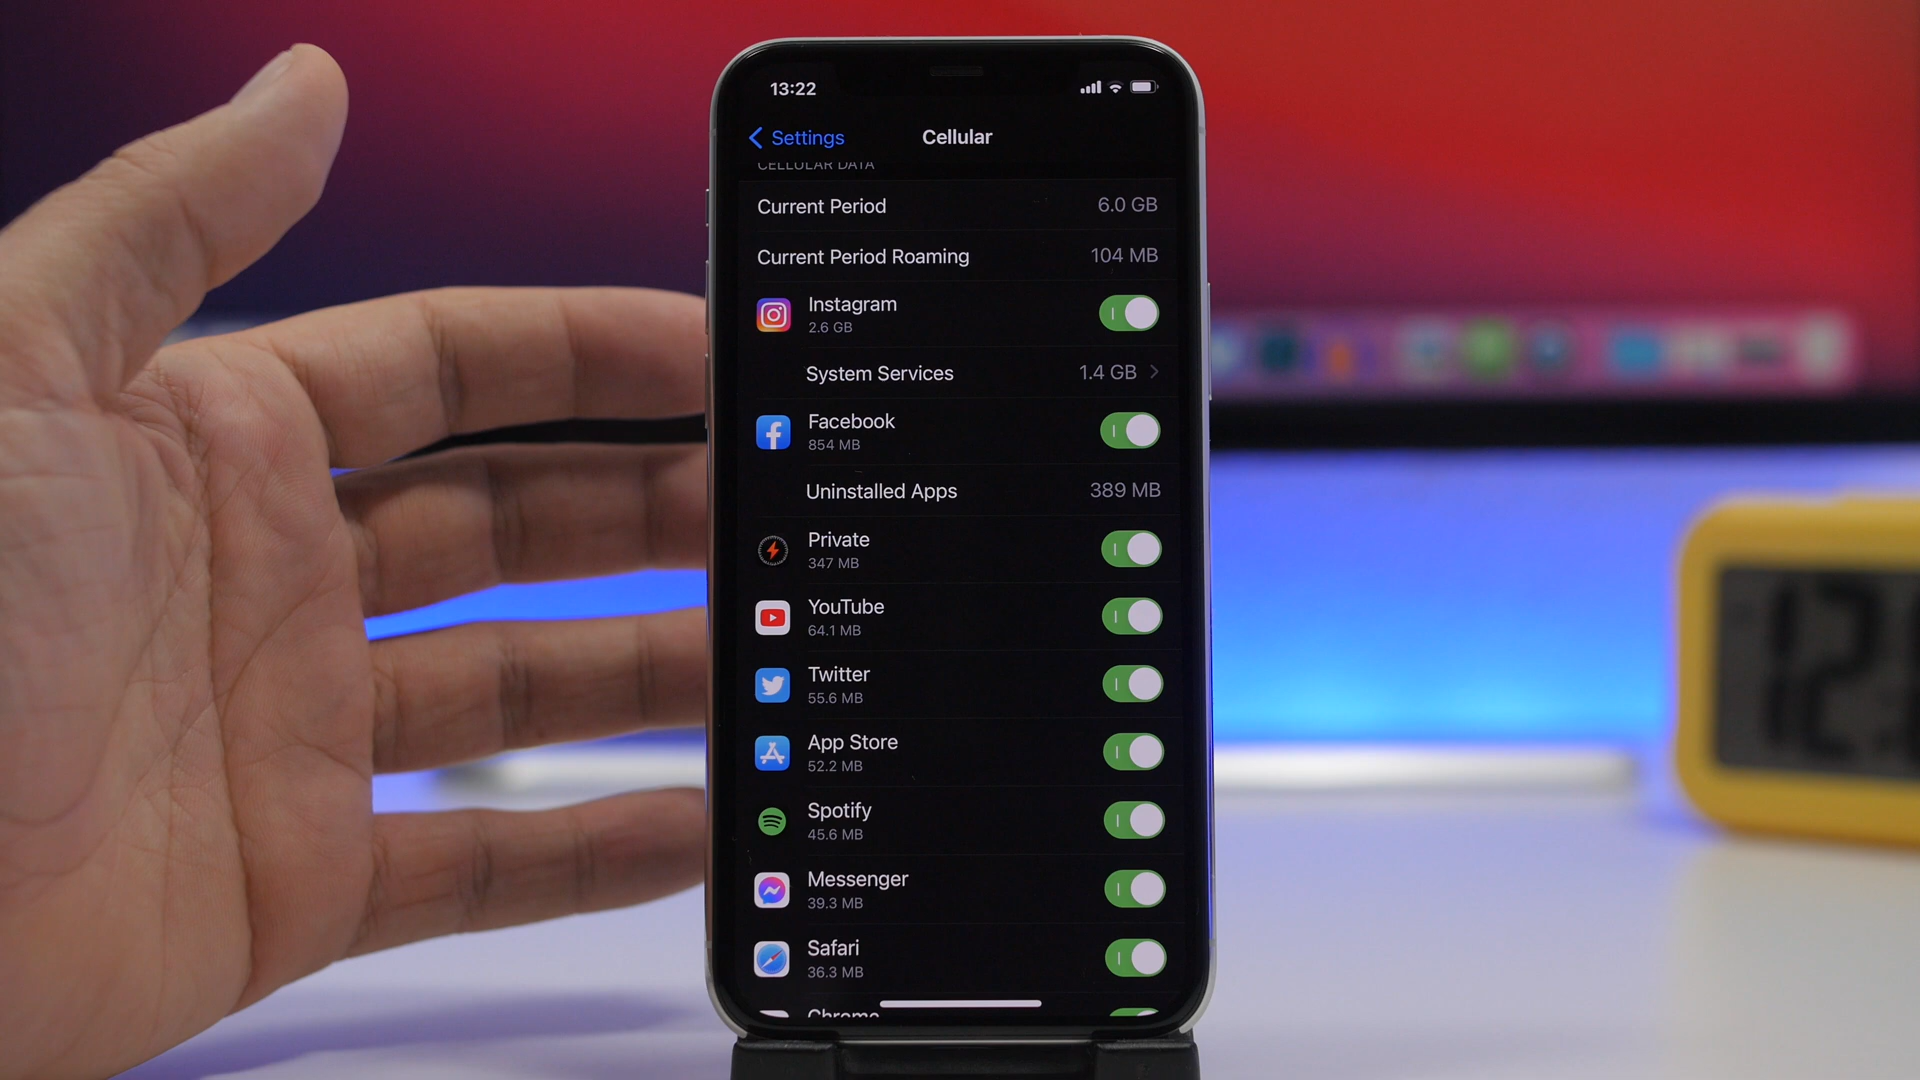 13:22
Settings
Cellular
CELLULAR DATA
Current Period
6.0 GB
Current Period Roaming
104 MB
Instagram
2.6 GB
System Services
1.4 GB
Facebook
854 MB
Uninstalled Apps
389 MB
Private
347 MB
YouTube
64.1 MB
Twitter
55.6 MB
App Store
52.2 MB
Spotify
45.6 MB
Messenger
39.3 MB
Safari
36.3 MB
Chrome